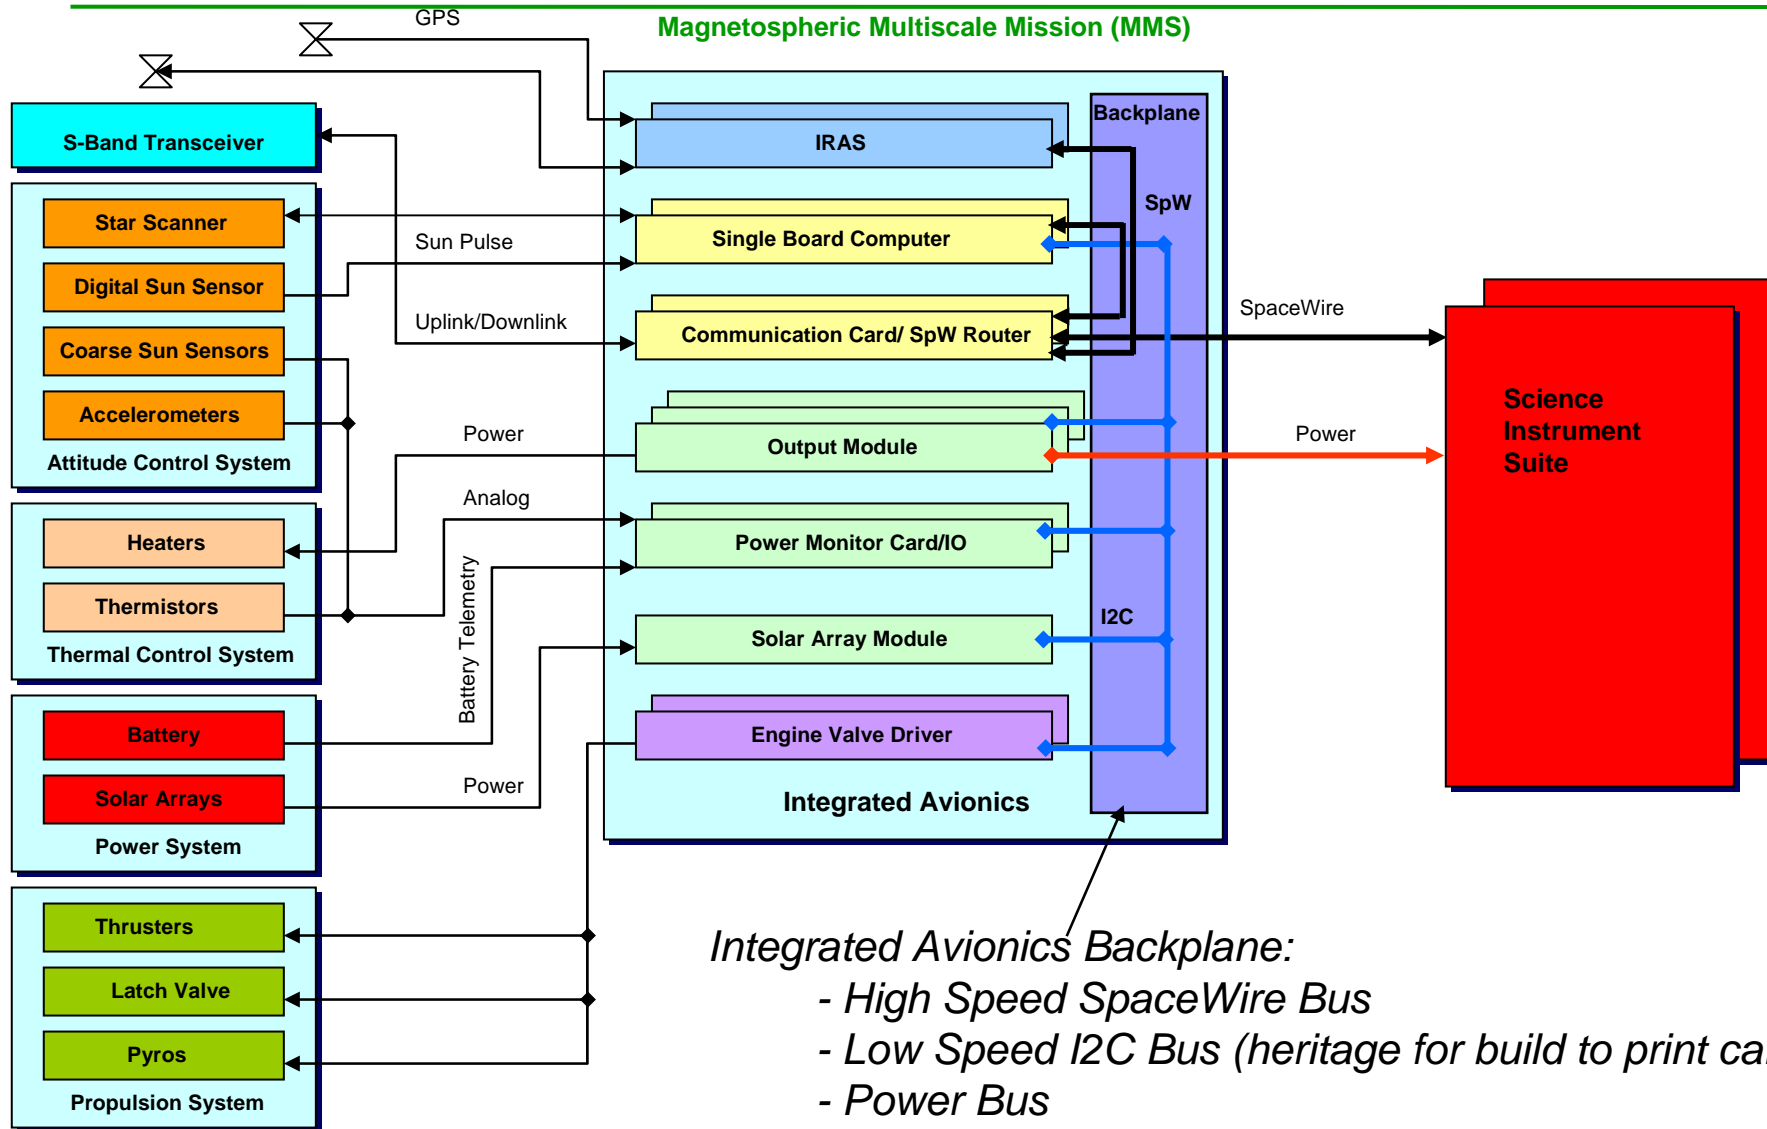 GPS
Magnetospheric Multiscale Mission (MMS)
S-Band Transceiver
Star Scanner
Digital Sun Sensor
Coarse Sun Sensors
Accelerometers
Attitude Control System
Heaters
Thermistors
Thermal Control System
Battery
Solar Arrays
Power System
Thrusters
Latch Valve
Pyros
Propulsion System
Sun Pulse
Uplink/Downlink
Power
Analog
Battery Telemetry
Power
IRAS
Single Board Computer
Communication Card/ SpW Router
Output Module
Power Monitor Card/IO
Solar Array Module
Engine Valve Driver
Integrated Avionics
Backplane
SpW
I2C
SpaceWire
Power
Science
Instrument
Suite
Integrated Avionics Backplane:
- High Speed SpaceWire Bus
- Low Speed I2C Bus (heritage for build to print
- Power Bus